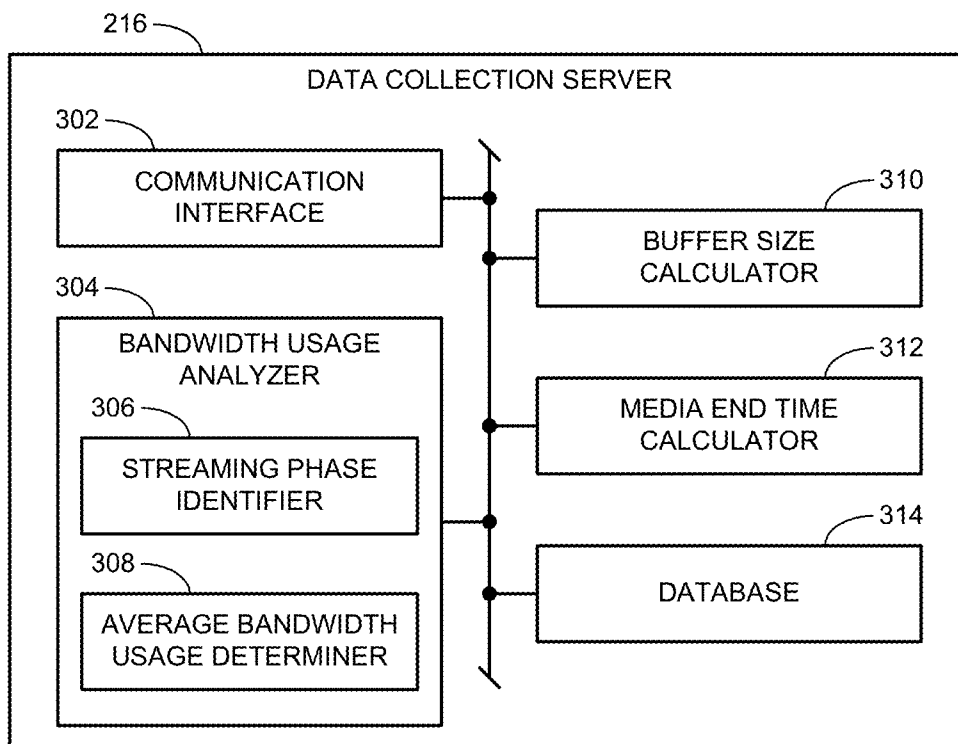 216
DATA COLLECTION SERVER
302
COMMUNICATION
INTERFACE
304
BANDWIDTH USAGE
ANALYZER
306
STREAMING PHASE
IDENTIFIER
308
AVERAGE BANDWIDTH
USAGE DETERMINER
310
BUFFER SIZE
CALCULATOR
312
MEDIA END TIME
CALCULATOR
314
DATABASE